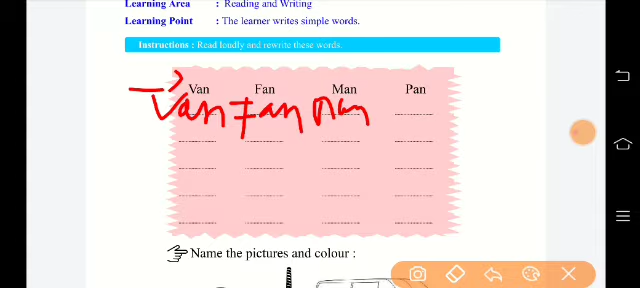 Learning Area : Reading and Writing
Learning Point : The learner writes simple words.
Instructions : Read loudly and rewrite these words.
Van Fan Man Pan
Van Fan Man
Name the pictures and colour :